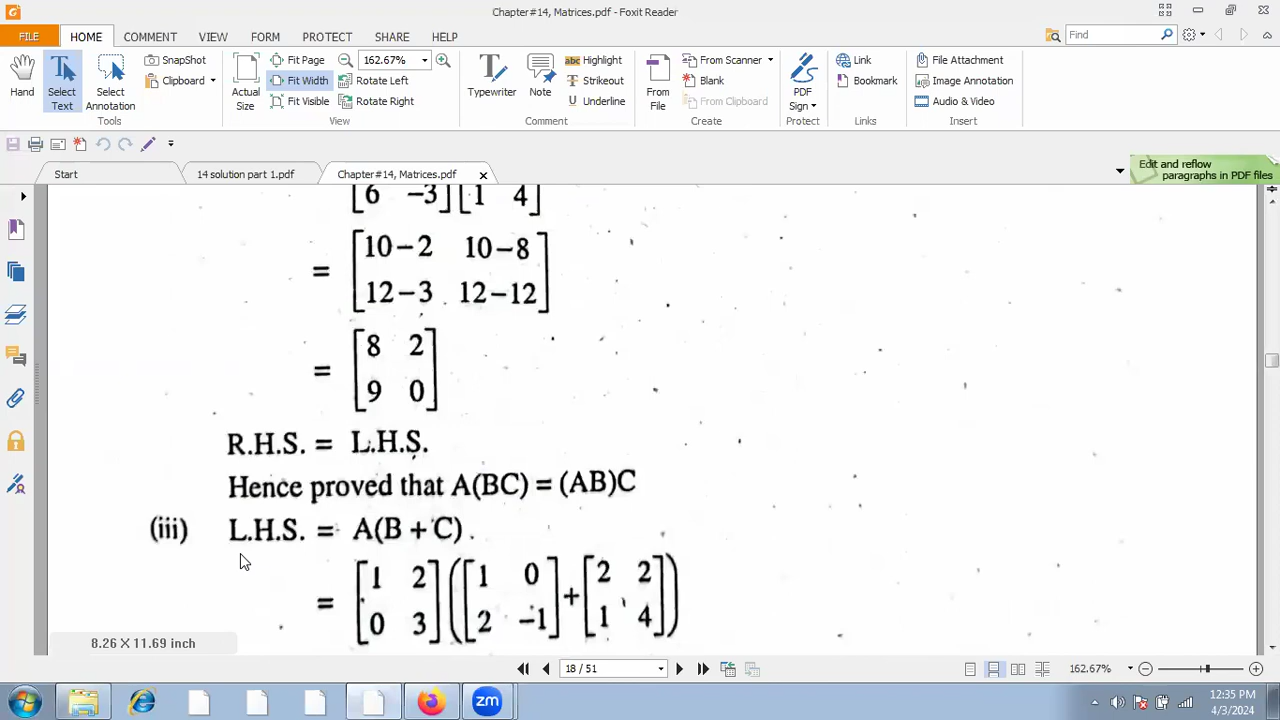 Chapter#14, Matrices.pdf - Foxit Reader
FILE HOME COMMENT VIEW FORM PROTECT SHARE HELP
Find
Hand
Select Text
Select Annotation
SnapShot
Clipboard
Tools
Actual Size
Fit Page
Fit Width
Fit Visible
162.67%
Rotate Left
Rotate Right
View
Typewriter
Note
Highlight
Strikeout
Underline
Comment
From File
From Scanner
Blank
From Clipboard
Create
PDF Sign
Protect
Link
Bookmark
Links
File Attachment
Image Annotation
Audio & Video
Insert
Start
14 solution part 1.pdf
Chapter#14, Matrices.pdf
Edit and reflow
paragraphs in PDF files
[6 -3] [1 4]
= [10-2 10-8
12-3 12-12]
= [8 2
9 0]
R.H.S. = L.H.S.
Hence proved that A(BC) = (AB)C
(iii) L.H.S. = A(B + C).
= [1 2 ([1 0 + [2 2
0 3] 2 -1] 1 4])
8.26 X 11.69 inch
18 / 51
162.67%
zm
12:35 PM
4/3/2024